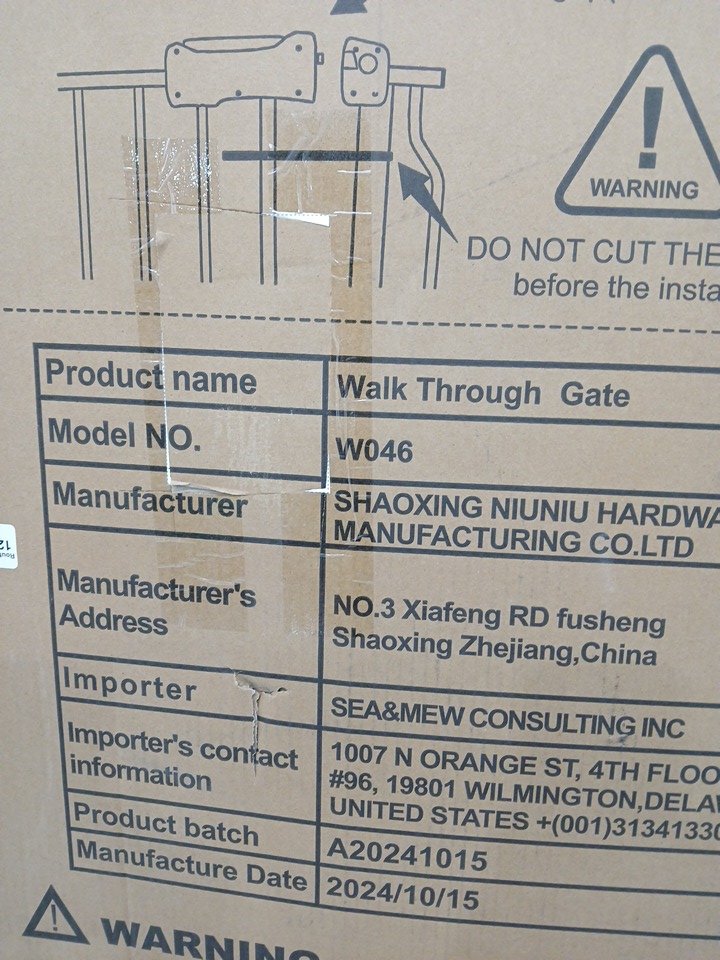 WARNING
DO NOT CUT THE
before the insta
Product name
Walk Through Gate
Model NO.
W046
Manufacturer
SHAOXING NIUNIU HARDWA
MANUFACTURING CO.LTD
Manufacturer's
Address
NO.3 Xiafeng RD fusheng
Shaoxing Zhejiang,China
Importer
SEA&MEW CONSULTING INC
Importer's contact
information
1007 N ORANGE ST, 4TH FLOO
#96, 19801 WILMINGTON,DELA
UNITED STATES +(001)3134133
Product batch
A20241015
Manufacture Date
2024/10/15
WARNING